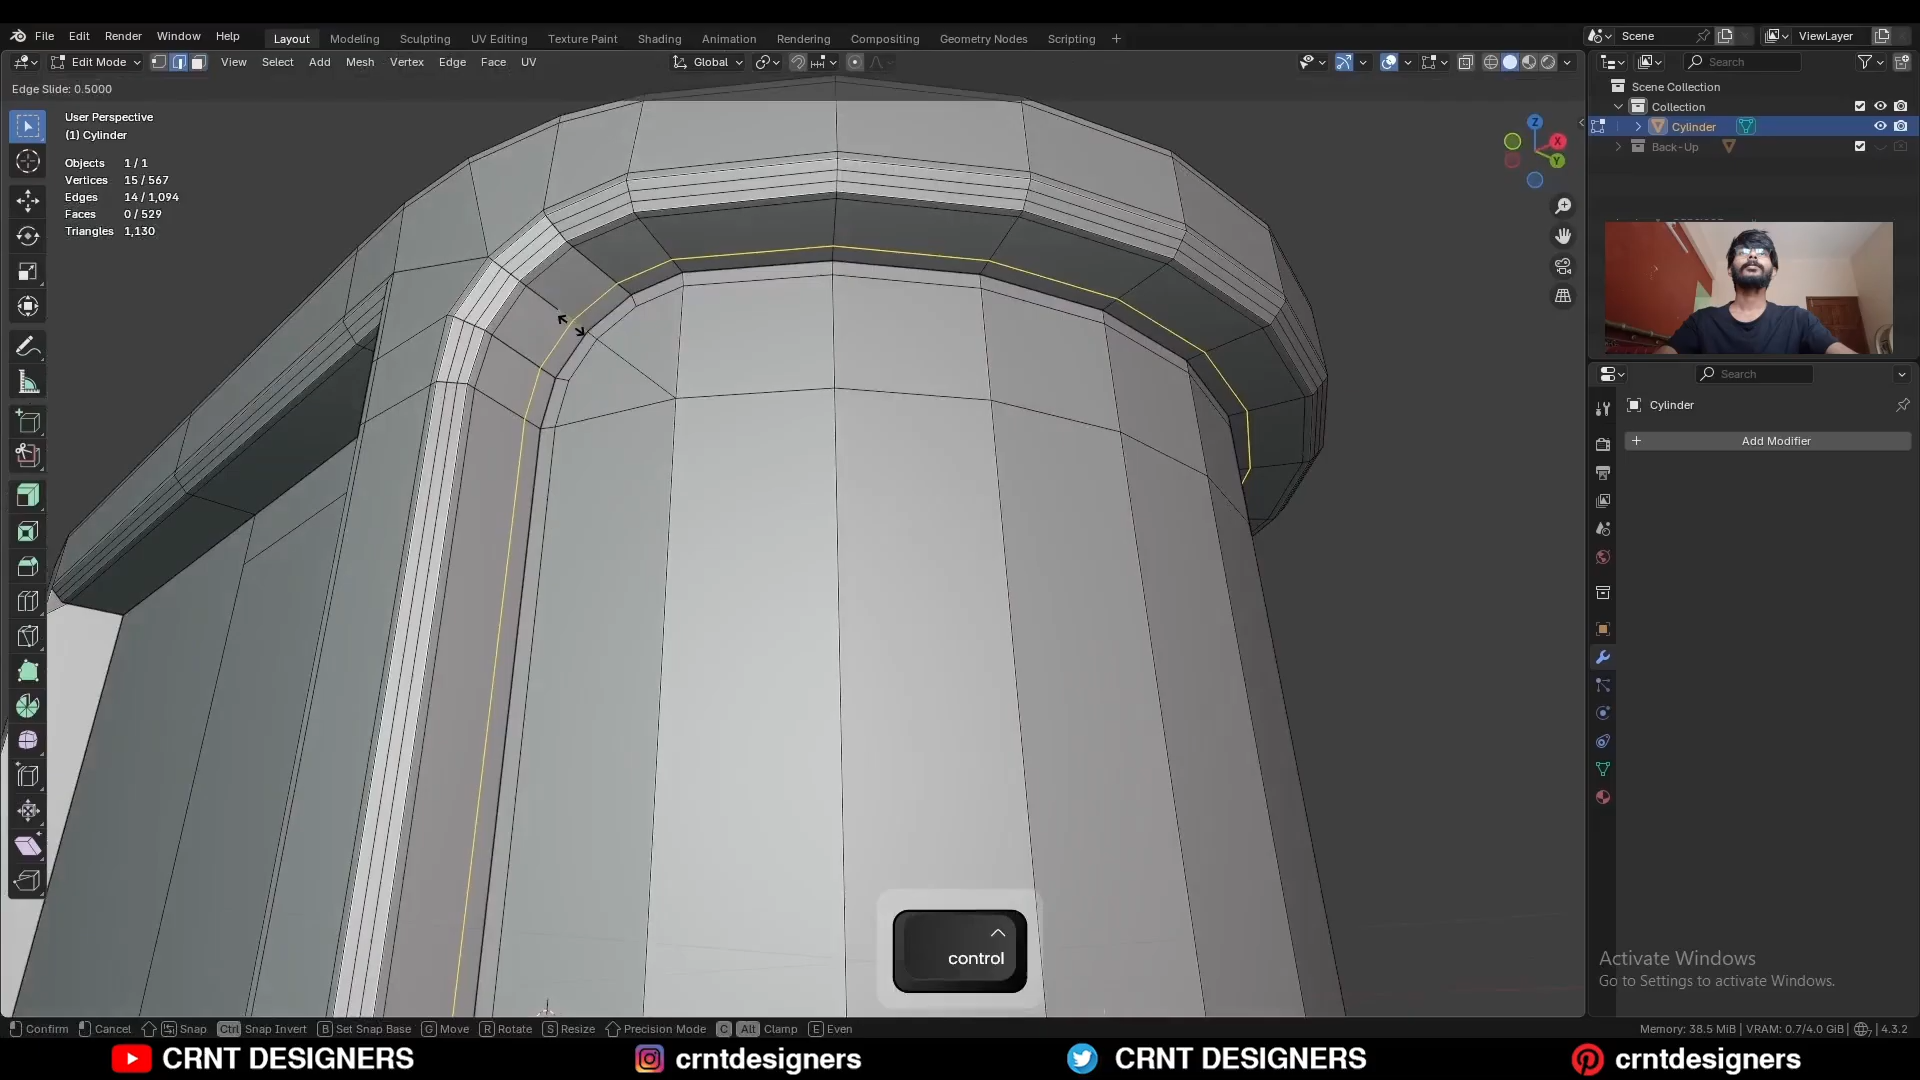 File Edit Render Window Help
Layout Modeling Sculpting UV Editing Texture Paint Shading Animation Rendering Compositing Geometry Nodes Scripting +
Scene
ViewLayer
Edit Mode
View Select Add Mesh Vertex Edge Face UV
Global
Search
Edge Slide: 0.5000
User Perspective
(1) Cylinder
Objects 1 / 1
Vertices 15 / 567
Edges 14 / 1,094
Faces 0 / 529
Triangles 1,130
Z
X
Y
Scene Collection
Collection
Cylinder
Back-Up
Search
Cylinder
+ Add Modifier
control
Activate Windows
Go to Settings to activate Windows.
Confirm Cancel Snap Ctrl Snap Invert B Set Snap Base G Move R Rotate S Resize Precision Mode C Alt Clamp E Even
Memory: 38.5 MiB | VRAM: 0.7/4.0 GiB | 4.3.2
CRNT DESIGNERS crntdesigners CRNT DESIGNERS crntdesigners